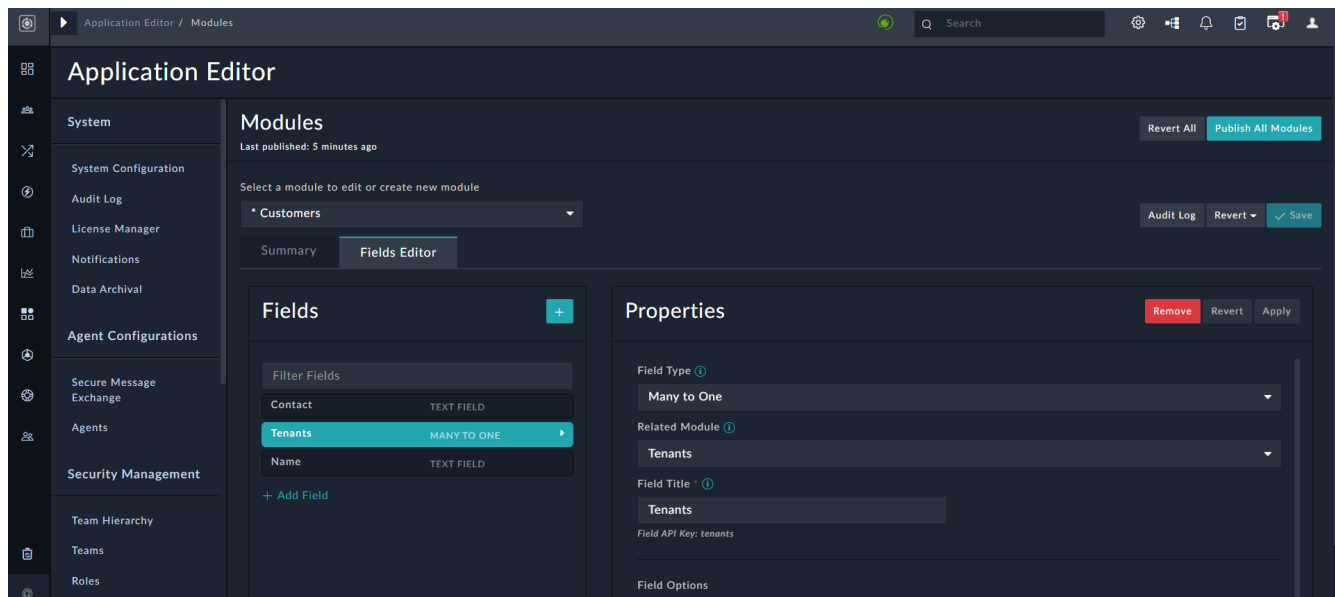 Application Editor / Modules
Search
Application Editor
System
System Configuration
Audit Log
License Manager
Notifications
Data Archival
Agent Configurations
Secure Message
Exchange
Agents
Security Management
Team Hierarchy
Teams
Roles
Modules
Last published: 5 minutes ago
Revert All
Publish All Modules
Select a module to edit or create new module
* Customers
Audit Log
Revert
Save
Summary
Fields Editor
Fields
+
Filter Fields
Contact TEXT FIELD
Tenants MANY TO ONE
Name TEXT FIELD
+ Add Field
Properties
Remove
Revert
Apply
Field Type
Many to One
Related Module
Tenants
Field Title *
Tenants
Field API Key: tenants
Field Options